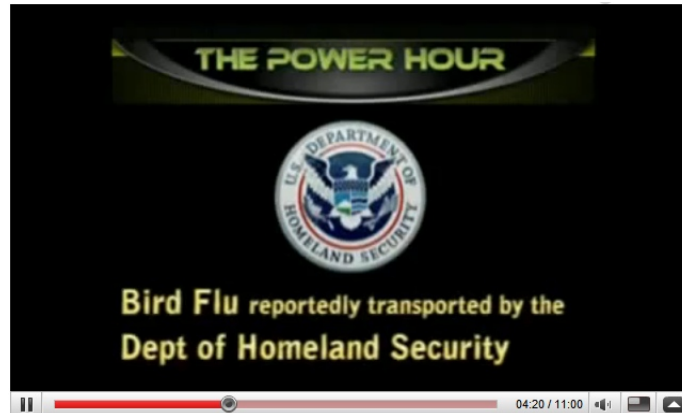 THE POWER HOUR
U.S. DEPARTMENT OF
HOMELAND SECURITY
Bird Flu reportedly transported by the
Dept of Homeland Security
04:20 / 11:00